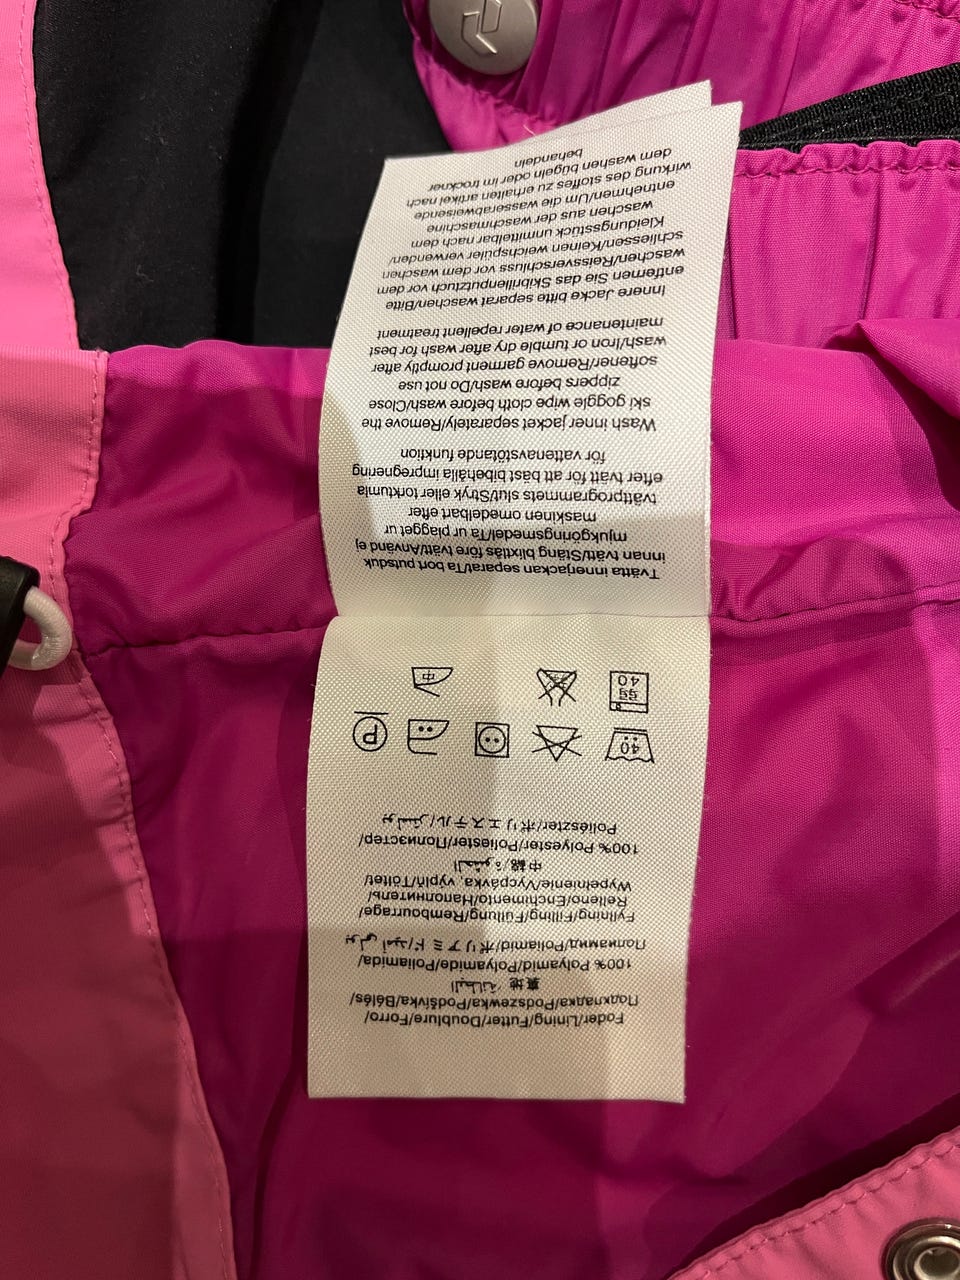 Foder/Lining/Futter/Doublure/Forro/
Подкладка/Podszewka/Podšívka/Bélés/
裏地/البطانة
100% Polyamid/Polyamide/Poliamida/
Полиамид/Poliamid/ポリアミド/بولي أميد
Fyllning/Filling/Füllung/Rembourrage/
Relleno/Enchimento/Наполнитель/
Wypełnienie/Vycpávka, výplň/Töltet/
中綿/الحشوة
100% Polyester/Poliester/Полиэстер/
Poliészter/ポリエステル/بوليستر
40 P
弱 40 中
Tvätta innerjackan separat/Ta bort putsduk
innan tvätt/Stäng blixtlås före tvätt/Använd ej
mjukgöringsmedel/Ta ur plagget ur
maskinen omedelbart efter
tvättprogrammets slut/Stryk eller torktumla
efter tvätt för att bäst bibehålla impregnering
för vattenavstötande funktion
Wash inner jacket separately/Remove the
ski goggle wipe cloth before wash/Close
zippers before wash/Do not use
softener/Remove garment promptly after
wash/Iron or tumble dry after wash for best
maintenance of water repellent treatment
Innere Jacke bitte separat waschen/Bitte
entfernen Sie das Skibrillenputztuch vor dem
waschen/Reissverschluss vor dem waschen
schliessen/Keinen weichspüler verwenden/
Kleidungsstück unmittelbar nach dem
waschen aus der waschmaschine
entnehmen/Um die wasserabweisende
wirkung des stoffes zu erhalten artikel nach
dem washen bügeln oder im trockner
behandeln